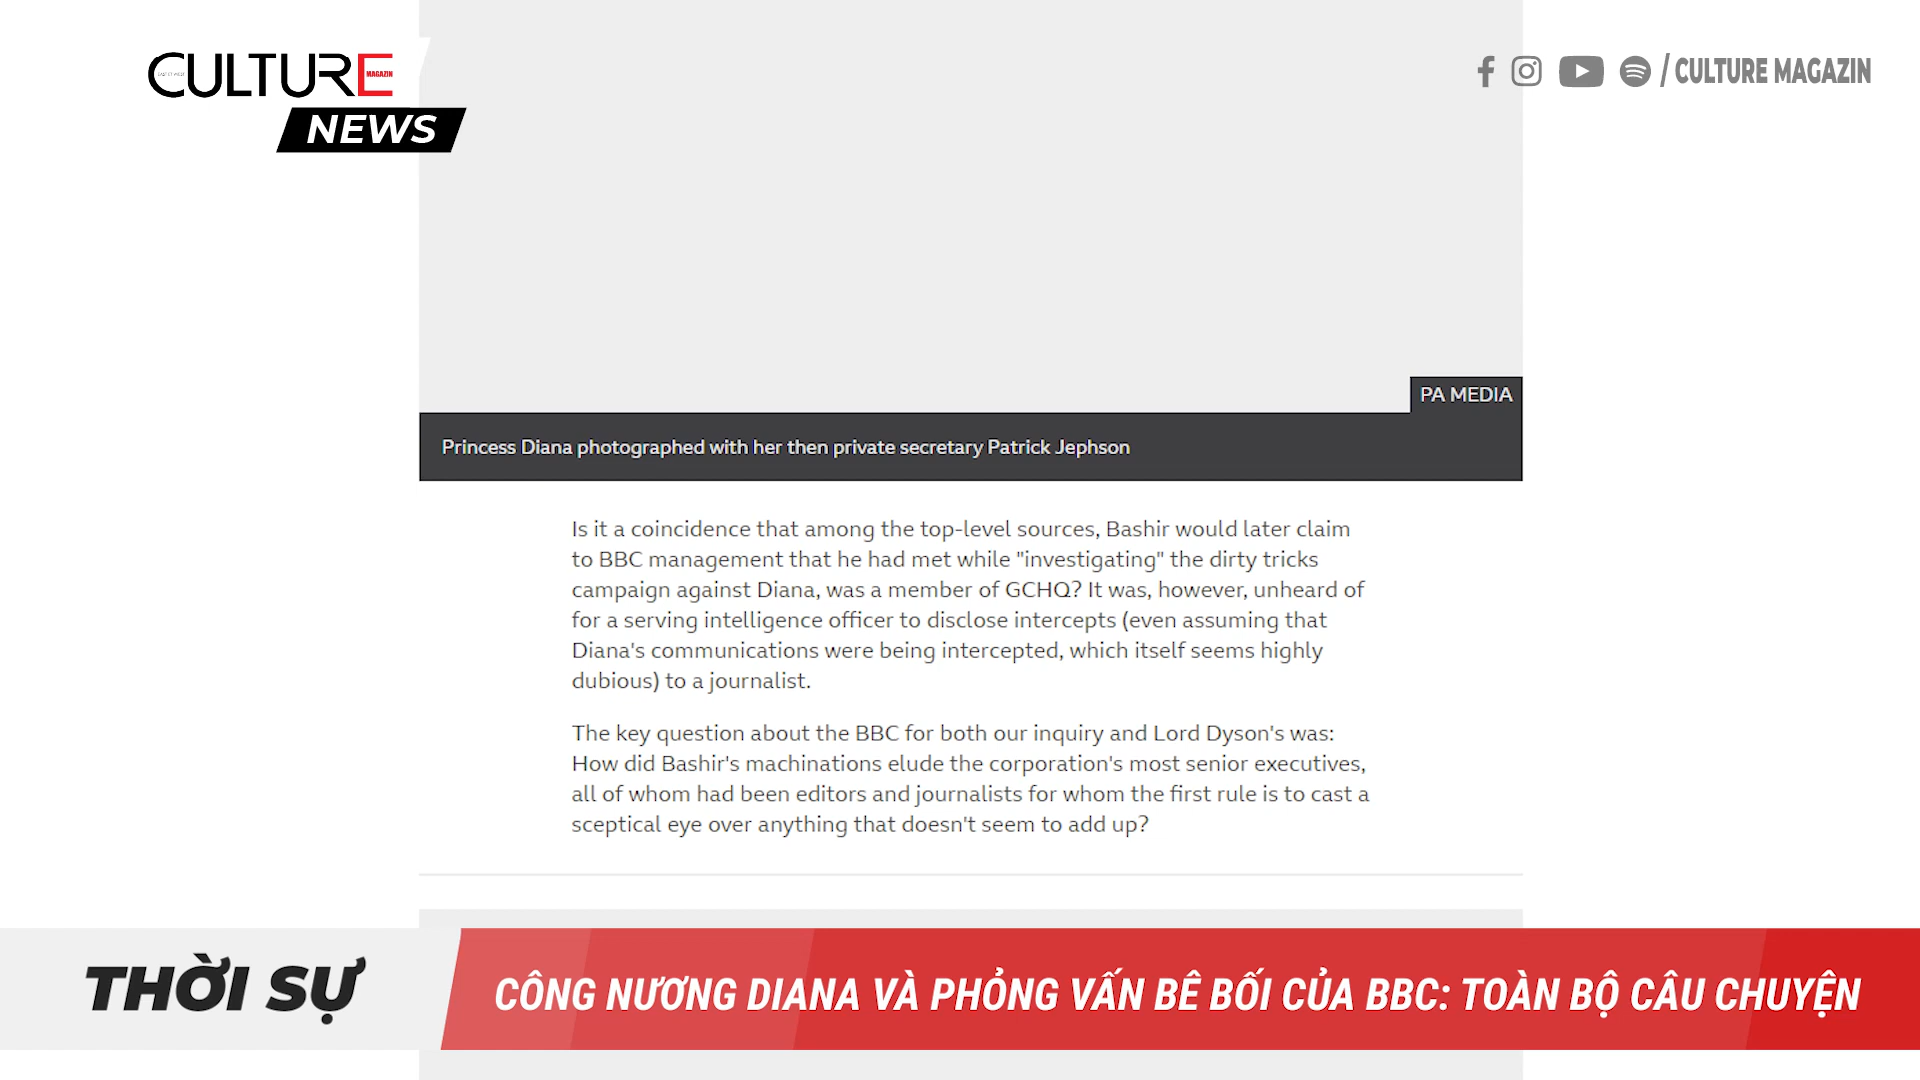 CULTURE
MAGAZIN
NEWS
/ CULTURE MAGAZIN
PA MEDIA
Princess Diana photographed with her then private secretary Patrick Jephson
Is it a coincidence that among the top-level sources, Bashir would later claim
to BBC management that he had met while "investigating" the dirty tricks
campaign against Diana, was a member of GCHQ? It was, however, unheard of
for a serving intelligence officer to disclose intercepts (even assuming that
Diana's communications were being intercepted, which itself seems highly
dubious) to a journalist.
The key question about the BBC for both our inquiry and Lord Dyson's was:
How did Bashir's machinations elude the corporation's most senior executives,
all of whom had been editors and journalists for whom the first rule is to cast a
sceptical eye over anything that doesn't seem to add up?
THỜI SỰ
CÔNG NƯƠNG DIANA VÀ PHỎNG VẤN BÊ BỐI CỦA BBC: TOÀN BỘ CÂU CHUYỆN